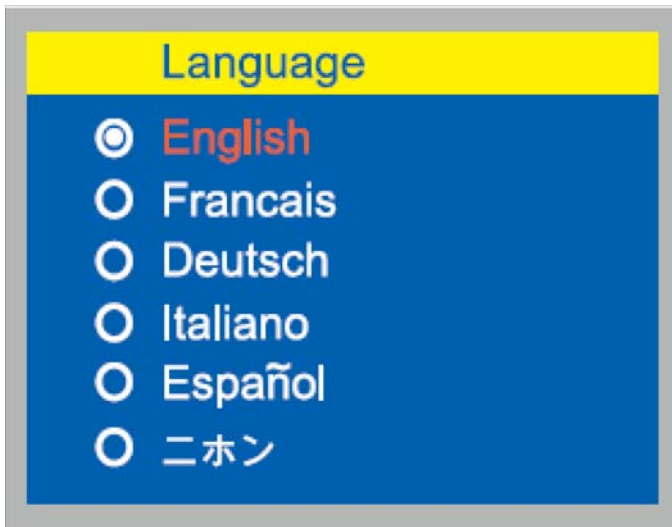 Language
English
Francais
Deutsch
Italiano
Español
ニホン